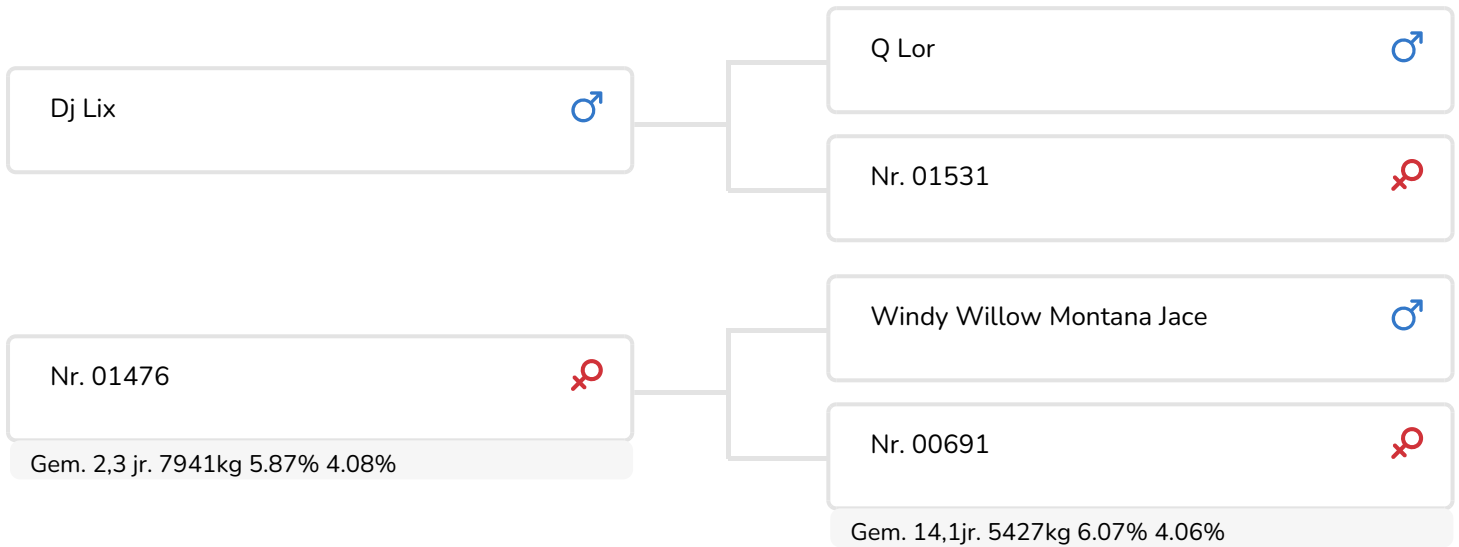 Dj Lix
Nr. 01476
Gem. 2,3 jr. 7941kg 5.87% 4.08%
Q Lor
Nr. 01531
Windy Willow Montana Jace
Nr. 00691
Gem. 14,1jr. 5427kg 6.07% 4.06%